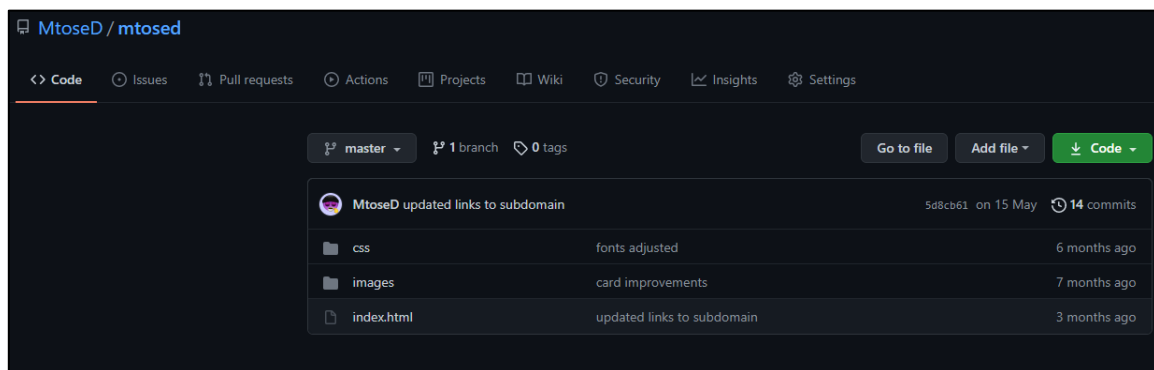 MtoseD / mtosed
<> Code Issues Pull requests Actions Projects Wiki Security Insights Settings
master 1 branch 0 tags Go to file Add file Code
MtoseD updated links to subdomain 5d8cb61 on 15 May 14 commits
css fonts adjusted 6 months ago
images card improvements 7 months ago
index.html updated links to subdomain 3 months ago